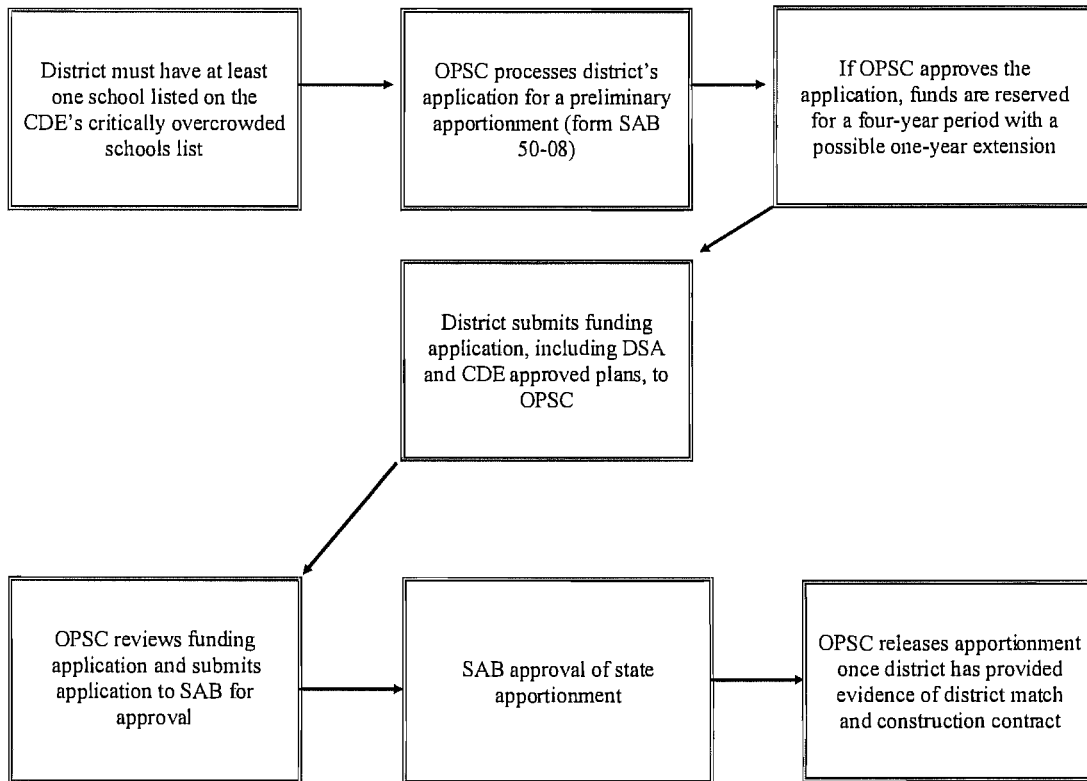 District must have at least
one school listed on the
CDE's critically overcrowded
schools list
OPSC processes district's
application for a preliminary
apportionment (form SAB
50-08)
If OPSC approves the
application, funds are reserved
for a four-year period with a
possible one-year extension
District submits funding
application, including DSA
and CDE approved plans, to
OPSC
OPSC reviews funding
application and submits
application to SAB for
approval
SAB approval of state
apportionment
OPSC releases apportionment
once district has provided
evidence of district match
and construction contract